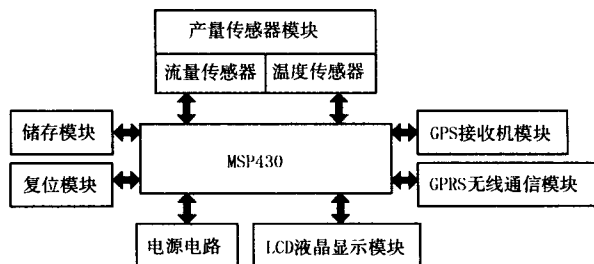 产量传感器模块
流量传感器 温度传感器
储存模块 GPS接收机模块
MSP430
复位模块 GPRS无线通信模块
电源电路 LCD液晶显示模块